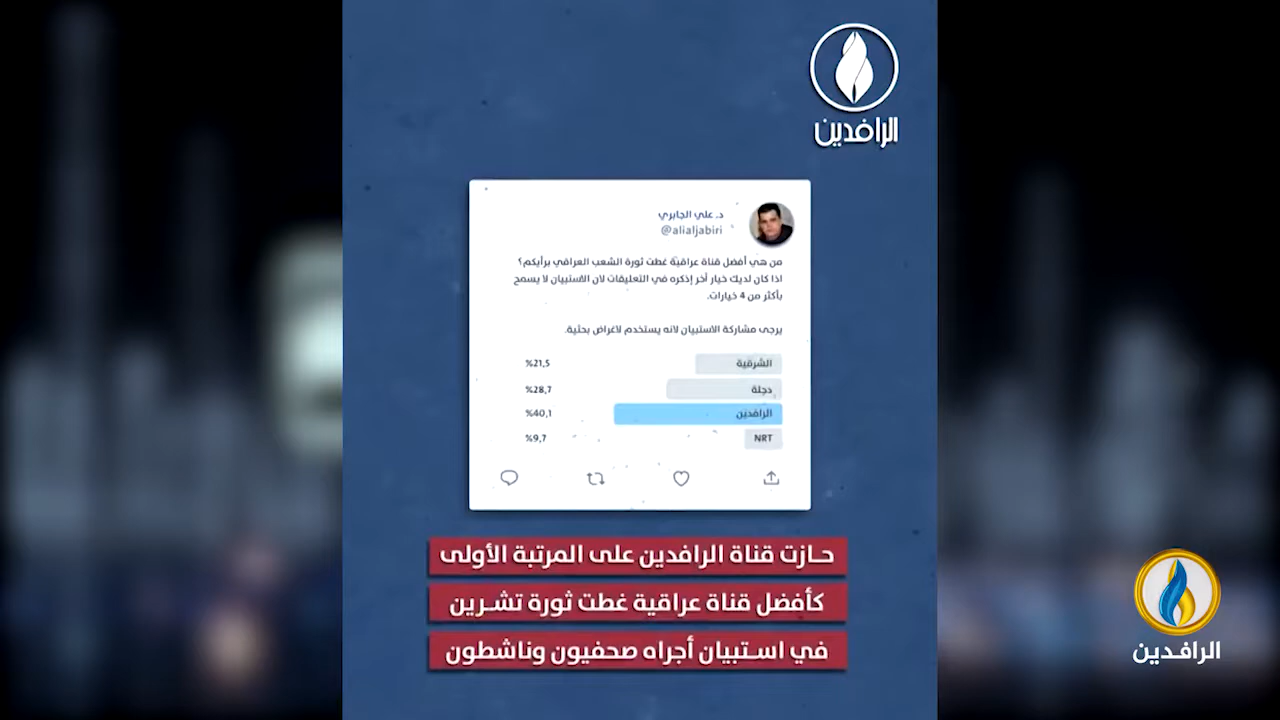 الرافدين
د. علي الجابري
@alialjabiri
من هي أفضل قناة عراقية غطت ثورة الشعب العراقي برأيكم؟
اذا كان لديك خيار أخر إذكره في التعليقات لان الاستبيان لا يسمح
بأكثر من 4 خيارات.
يرجى مشاركة الاستبيان لانه يستخدم لاغراض بحثية.
الشرقية %21,5
دجلة %28,7
الرافدين %40,1
NRT %9,7
حازت قناة الرافدين على المرتبة الأولى
كأفضل قناة عراقية غطت ثورة تشرين
في استبيان أجراه صحفيون وناشطون
الرافدين